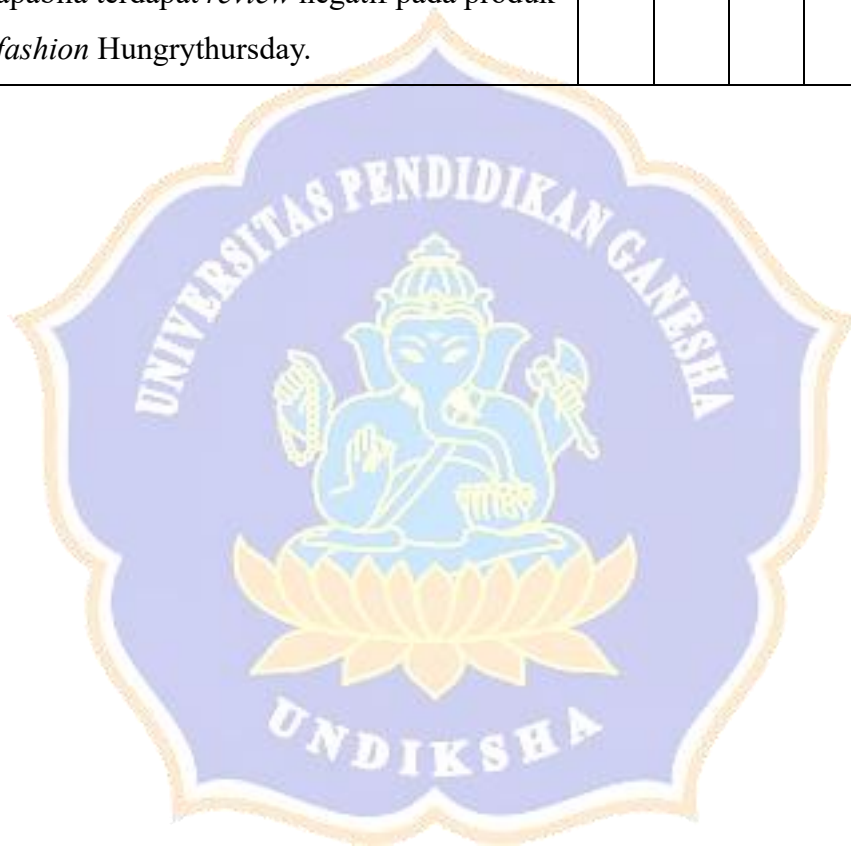 apabila terdapat review negatif pada produk
fashion Hungrythursday.
UNIVERSITAS PENDIDIKAN GANESHA
UNDIKSHA